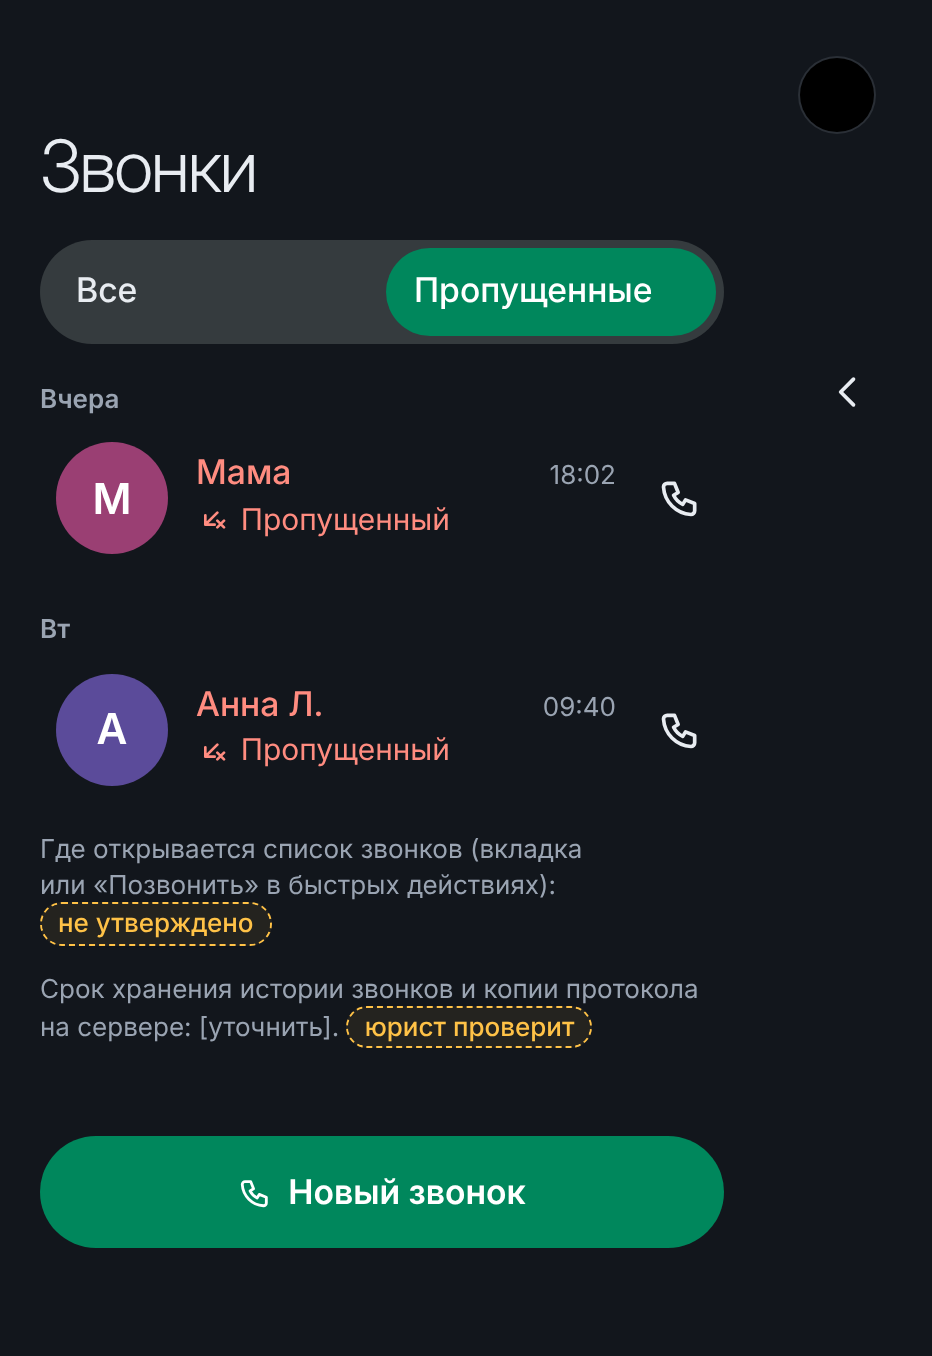 Звонки
Все
Пропущенные
Вчера
М
Мама
18:02
Пропущенный
Вт
А
Анна Л.
09:40
Пропущенный
Где открывается список звонков (вкладка
или «Позвонить» в быстрых действиях):
не утверждено
Срок хранения истории звонков и копии протокола
на сервере: [уточнить]. юрист проверит
Новый звонок